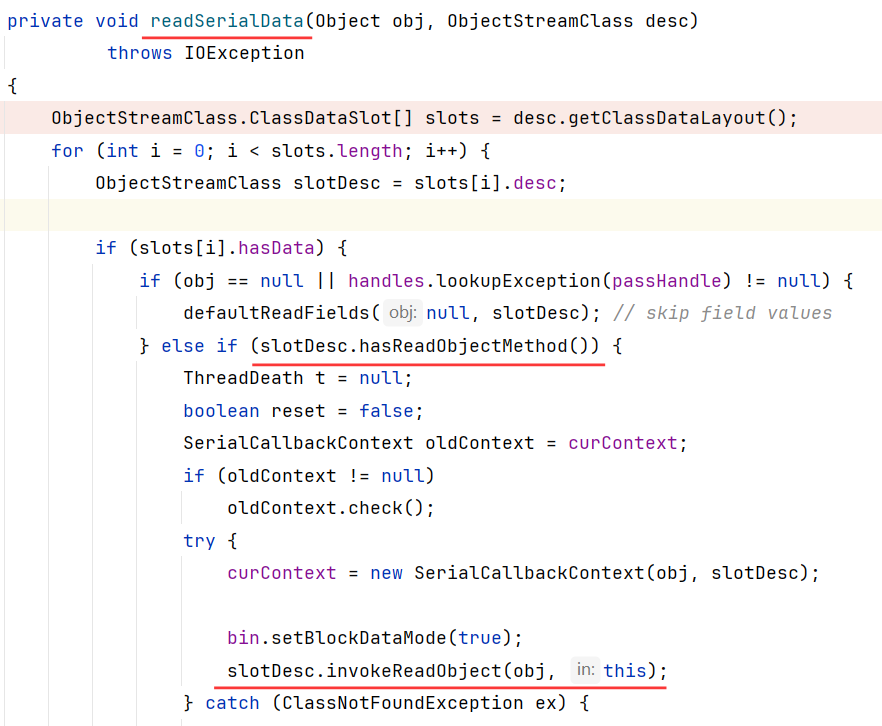 private void readSerialData(Object obj, ObjectStreamClass desc)
throws IOException
{
ObjectStreamClass.ClassDataSlot[] slots = desc.getClassDataLayout();
for (int i = 0; i < slots.length; i++) {
ObjectStreamClass slotDesc = slots[i].desc;
if (slots[i].hasData) {
if (obj == null || handles.lookupException(passHandle) != null) {
defaultReadFields( obj: null, slotDesc); // skip field values
} else if (slotDesc.hasReadObjectMethod()) {
ThreadDeath t = null;
boolean reset = false;
SerialCallbackContext oldContext = curContext;
if (oldContext != null)
oldContext.check();
try {
curContext = new SerialCallbackContext(obj, slotDesc);
bin.setBlockDataMode(true);
slotDesc.invokeReadObject(obj, in: this);
} catch (ClassNotFoundException ex) {